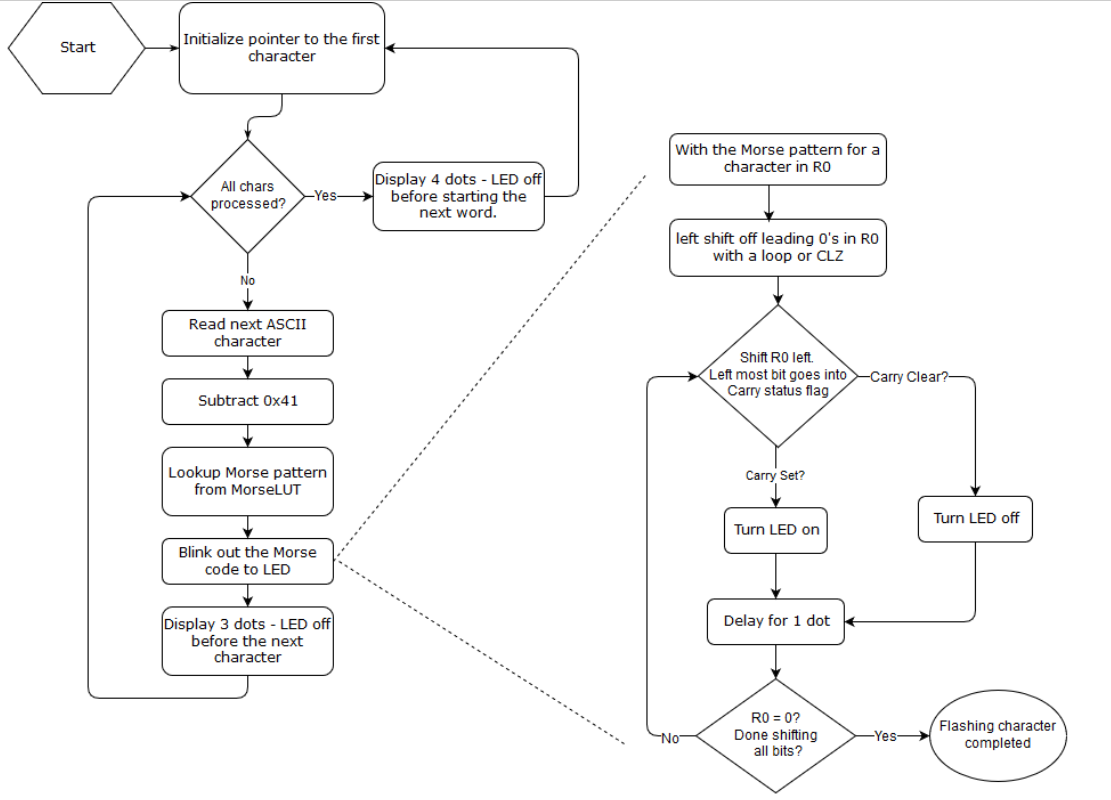 Start
Initialize pointer to the first
character
All chars
processed?
Yes
Display 4 dots - LED off
before starting the
next word.
No
Read next ASCII
character
Subtract 0x41
Lookup Morse pattern
from MorseLUT
Blink out the Morse
code to LED
Display 3 dots - LED off
before the next
character
With the Morse pattern for a
character in R0
left shift off leading 0's in R0
with a loop or CLZ
Shift R0 left.
Left most bit goes into
Carry status flag
Carry Clear?
Carry Set?
Turn LED on
Turn LED off
Delay for 1 dot
R0 = 0?
Done shifting
all bits?
No
Yes
Flashing character
completed